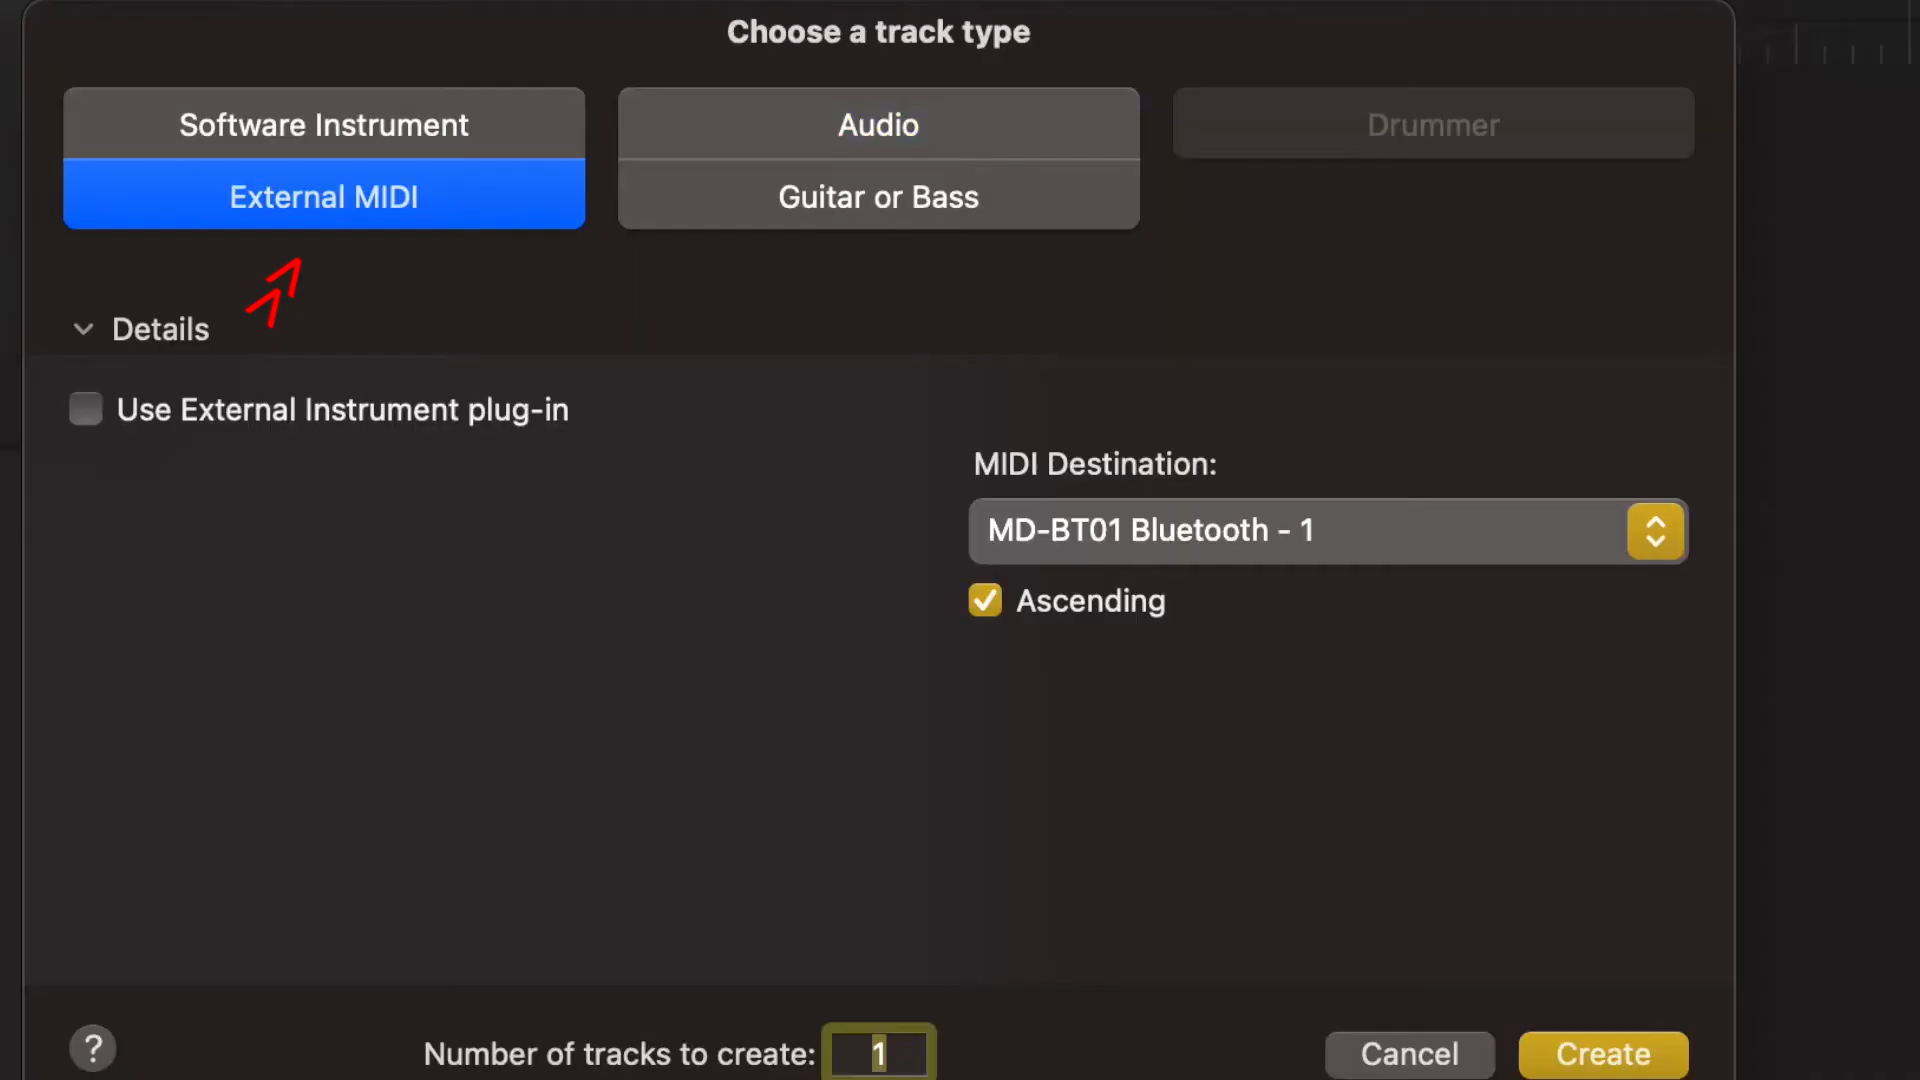 Choose a track type
Software Instrument
Audio
Drummer
External MIDI
Guitar or Bass
Details
Use External Instrument plug-in
MIDI Destination:
MD-BT01 Bluetooth - 1
Ascending
?
Number of tracks to create: 1
Cancel
Create